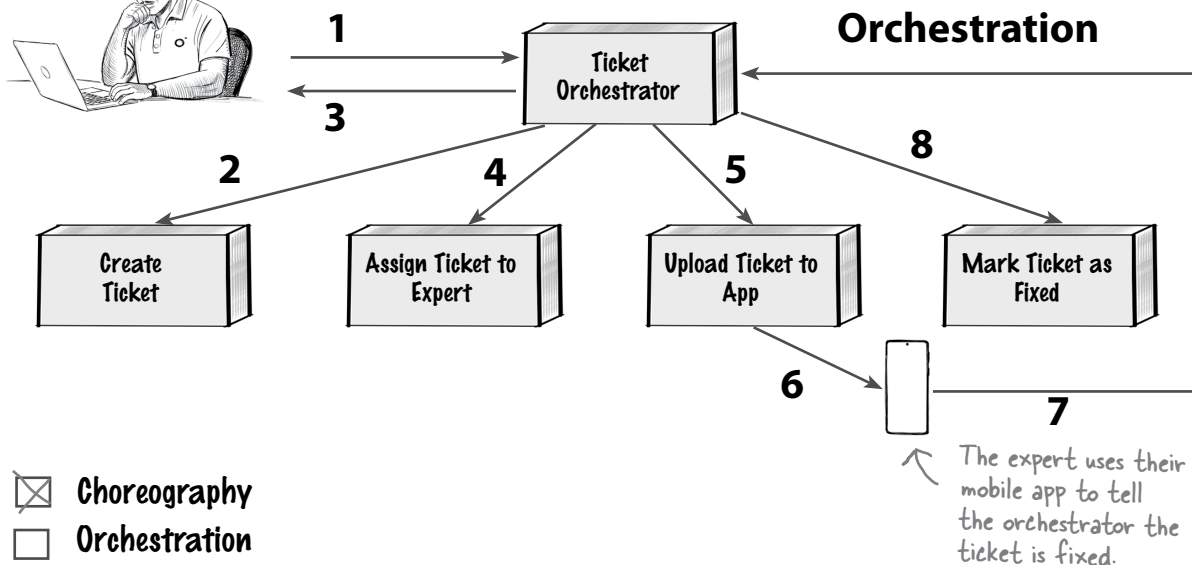 Orchestration
1
Ticket
Orchestrator
3
2
4
5
8
Create
Ticket
Assign Ticket to
Expert
Upload Ticket to
App
Mark Ticket as
Fixed
6
7
The expert uses their
mobile app to tell
the orchestrator the
ticket is fixed.
Choreography
Orchestration